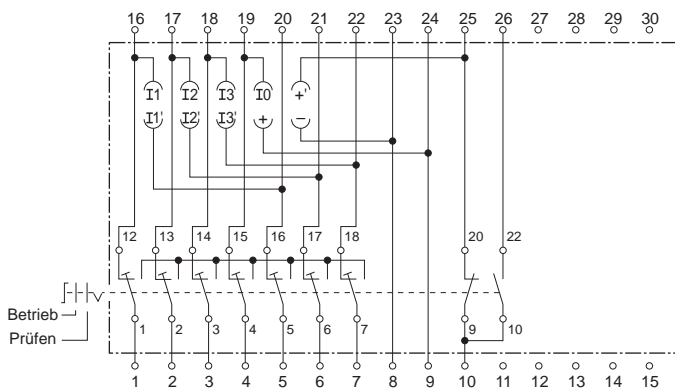 16 17 18 19 20 21 22 23 24 25 26 27 28 29 30
I1 I2 I3 I0 +'
I1' I2' I3' + −
12 13 14 15 16 17 18 20 22
Betrieb
Prüfen
1 2 3 4 5 6 7 9 10
1 2 3 4 5 6 7 8 9 10 11 12 13 14 15